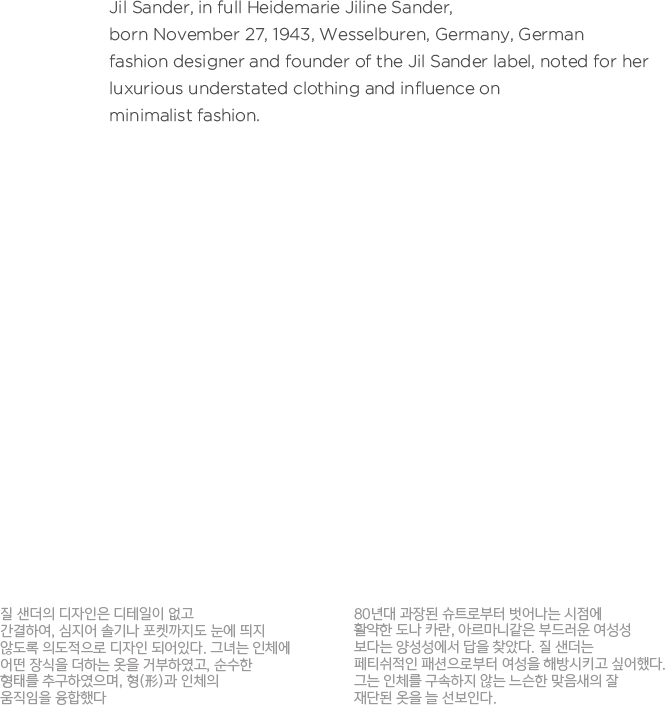 Jil Sander, in full Heidemarie Jiline Sander,
born November 27, 1943, Wesselburen, Germany, German
fashion designer and founder of the Jil Sander label, noted for her
luxurious understated clothing and influence on
minimalist fashion.
질 샌더의 디자인은 디테일이 없고
간결하여, 심지어 솔기나 포켓까지도 눈에 띄지
않도록 의도적으로 디자인 되어있다. 그녀는 인체에
어떤 장식을 더하는 옷을 거부하였고, 순수한
형태를 추구하였으며, 형(形)과 인체의
움직임을 융합했다
80년대 과장된 슈트로부터 벗어나는 시점에
활약한 도나 카란, 아르마니같은 부드러운 여성성
보다는 양성성에서 답을 찾았다. 질 샌더는
페티쉬적인 패션으로부터 여성을 해방시키고 싶어했다.
그는 인체를 구속하지 않는 느슨한 맞음새의 잘
재단된 옷을 늘 선보인다.